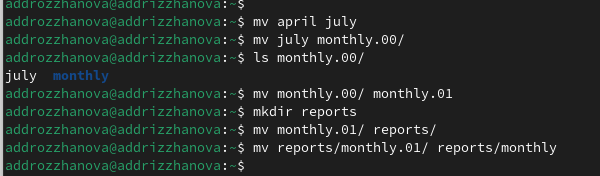 addrozzhanova@addrizzhanova:~$
addrozzhanova@addrizzhanova:~$ mv april july
addrozzhanova@addrizzhanova:~$ mv july monthly.00/
addrozzhanova@addrizzhanova:~$ ls monthly.00/
july  monthly
addrozzhanova@addrizzhanova:~$ mv monthly.00/ monthly.01
addrozzhanova@addrizzhanova:~$ mkdir reports
addrozzhanova@addrizzhanova:~$ mv monthly.01/ reports/
addrozzhanova@addrizzhanova:~$ mv reports/monthly.01/ reports/monthly
addrozzhanova@addrizzhanova:~$